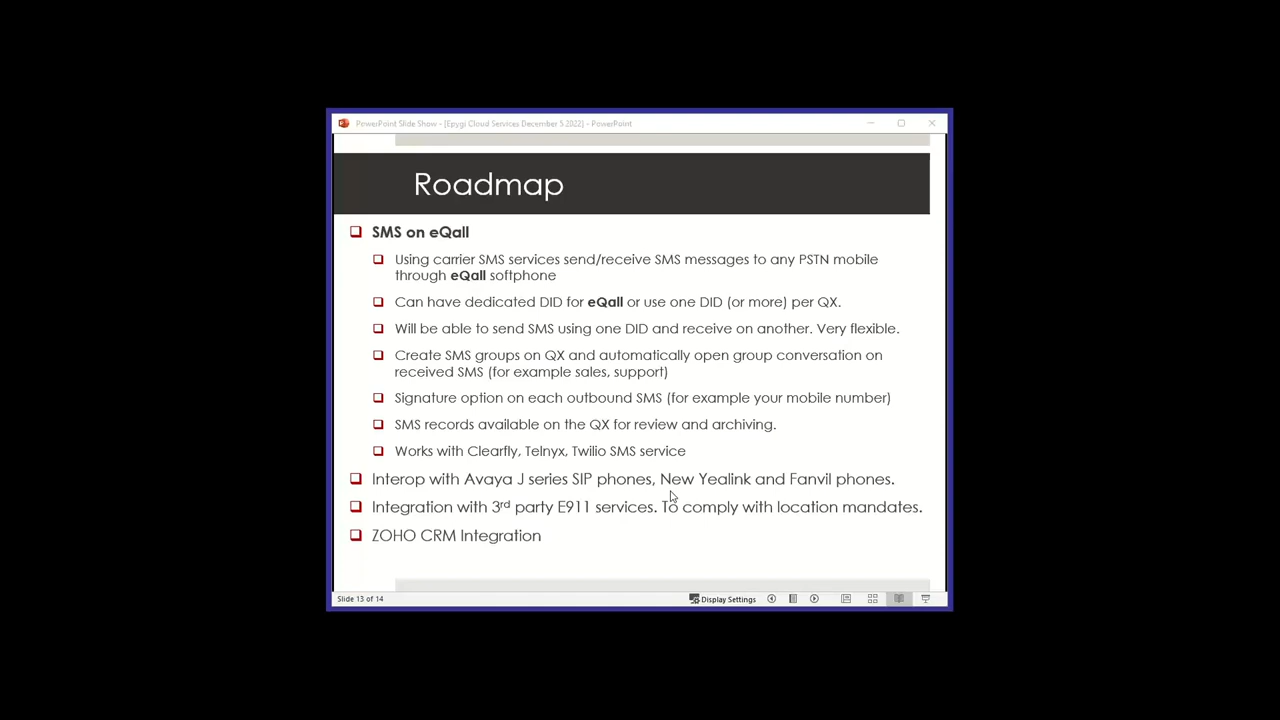 PowerPoint Slide Show - [Epygi Cloud Services December 5 2022] - PowerPoint
Roadmap
SMS on eQall
Using carrier SMS services send/receive SMS messages to any PSTN mobile
through eQall softphone
Can have dedicated DID for eQall or use one DID (or more) per QX.
Will be able to send SMS using one DID and receive on another. Very flexible.
Create SMS groups on QX and automatically open group conversation on
received SMS (for example sales, support)
Signature option on each outbound SMS (for example your mobile number)
SMS records available on the QX for review and archiving.
Works with Clearfly, Telnyx, Twilio SMS service
Interop with Avaya J series SIP phones, New Yealink and Fanvil phones.
Integration with 3rd party E911 services. To comply with location mandates.
ZOHO CRM Integration
Slide 13 of 14
Display Settings